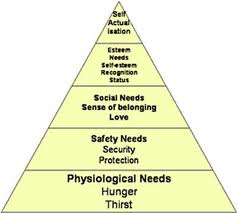 Self
Actual
isation
Esteem
Needs
Self-esteem
Recognition
Status
Social Needs
Sense of belonging
Love
Safety Needs
Security
Protection
Physiological Needs
Hunger
Thirst